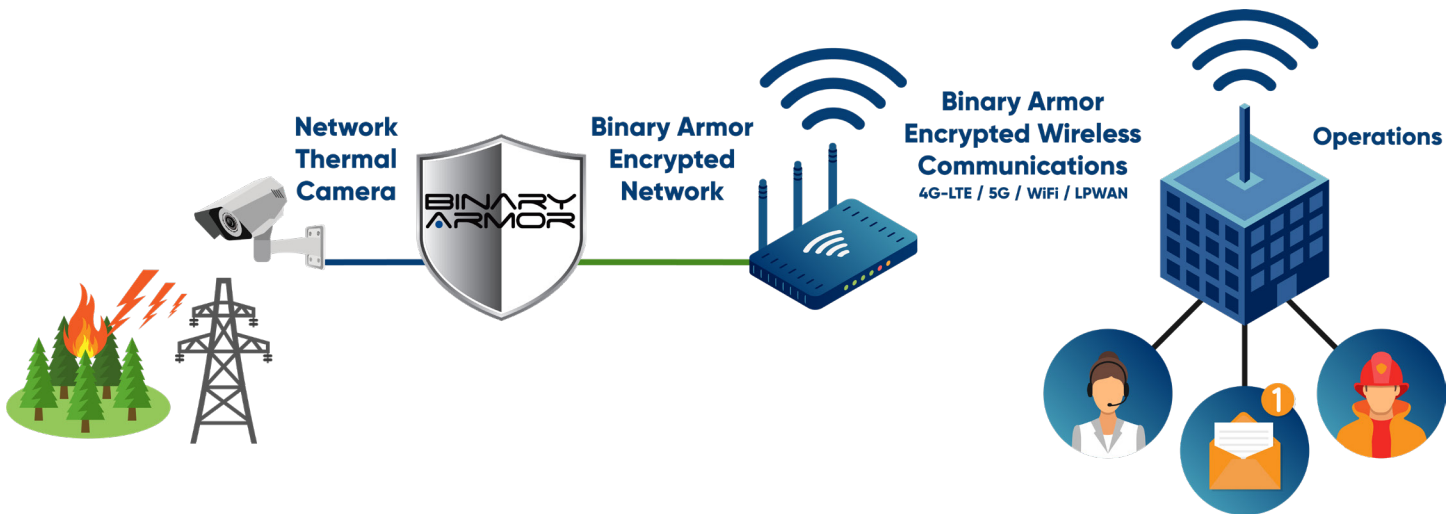 Network
Thermal
Camera
BINARY
ARMOR
Binary Armor
Encrypted
Network
Binary Armor
Encrypted Wireless
Communications
4G-LTE / 5G / WiFi / LPWAN
Operations
1